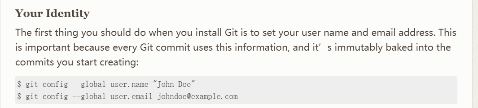 Your Identity
The first thing you should do when you install Git is to set your user name and email address. This
is important because every Git commit uses this information, and it’s immutably baked into the
commits you start creating:
$ git config --global user.name "John Doe"
$ git config --global user.email johndoe@example.com